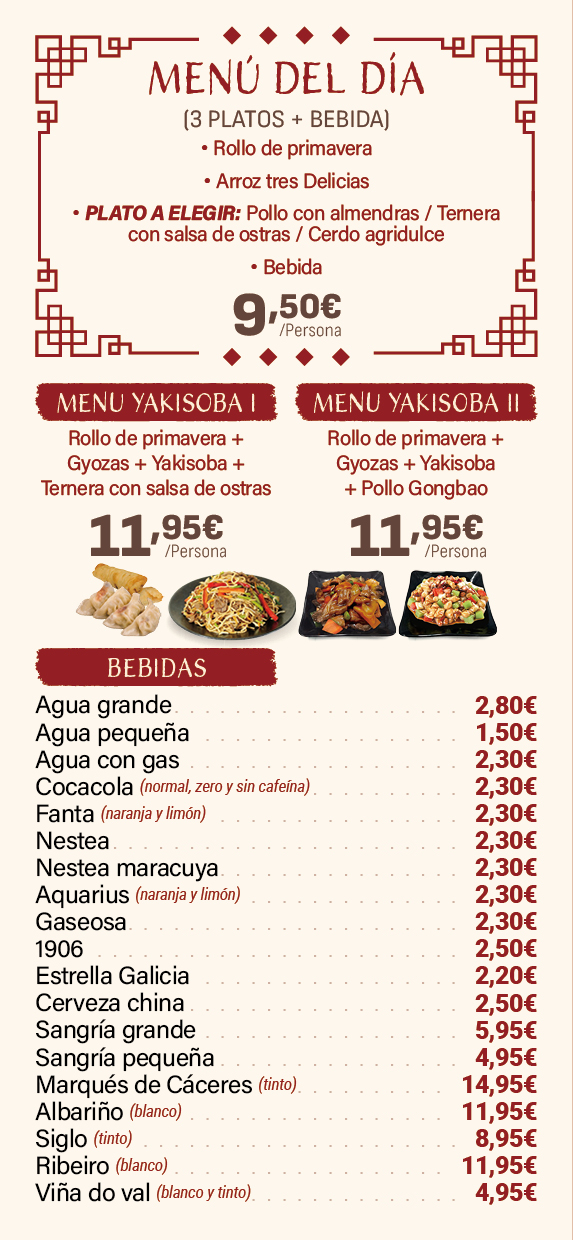 MENÚ DEL DÍA
(3 PLATOS + BEBIDA)
• Rollo de primavera
• Arroz tres Delicias
• PLATO A ELEGIR: Pollo con almendras / Ternera
con salsa de ostras / Cerdo agridulce
• Bebida
9,50€
/Persona
MENU YAKISOBA I
Rollo de primavera +
Gyozas + Yakisoba +
Ternera con salsa de ostras
11,95€
/Persona
MENU YAKISOBA II
Rollo de primavera +
Gyozas + Yakisoba
+ Pollo Gongbao
11,95€
/Persona
BEBIDAS
Agua grande 2,80€
Agua pequeña 1,50€
Agua con gas 2,30€
Cocacola (normal, zero y sin cafeína) 2,30€
Fanta (naranja y limón) 2,30€
Nestea 2,30€
Nestea maracuya 2,30€
Aquarius (naranja y limón) 2,30€
Gaseosa 2,30€
1906 2,50€
Estrella Galicia 2,20€
Cerveza china 2,50€
Sangría grande 5,95€
Sangría pequeña 4,95€
Marqués de Cáceres (tinto) 14,95€
Albariño (blanco) 11,95€
Siglo (tinto) 8,95€
Ribeiro (blanco) 11,95€
Viña do val (blanco y tinto) 4,95€